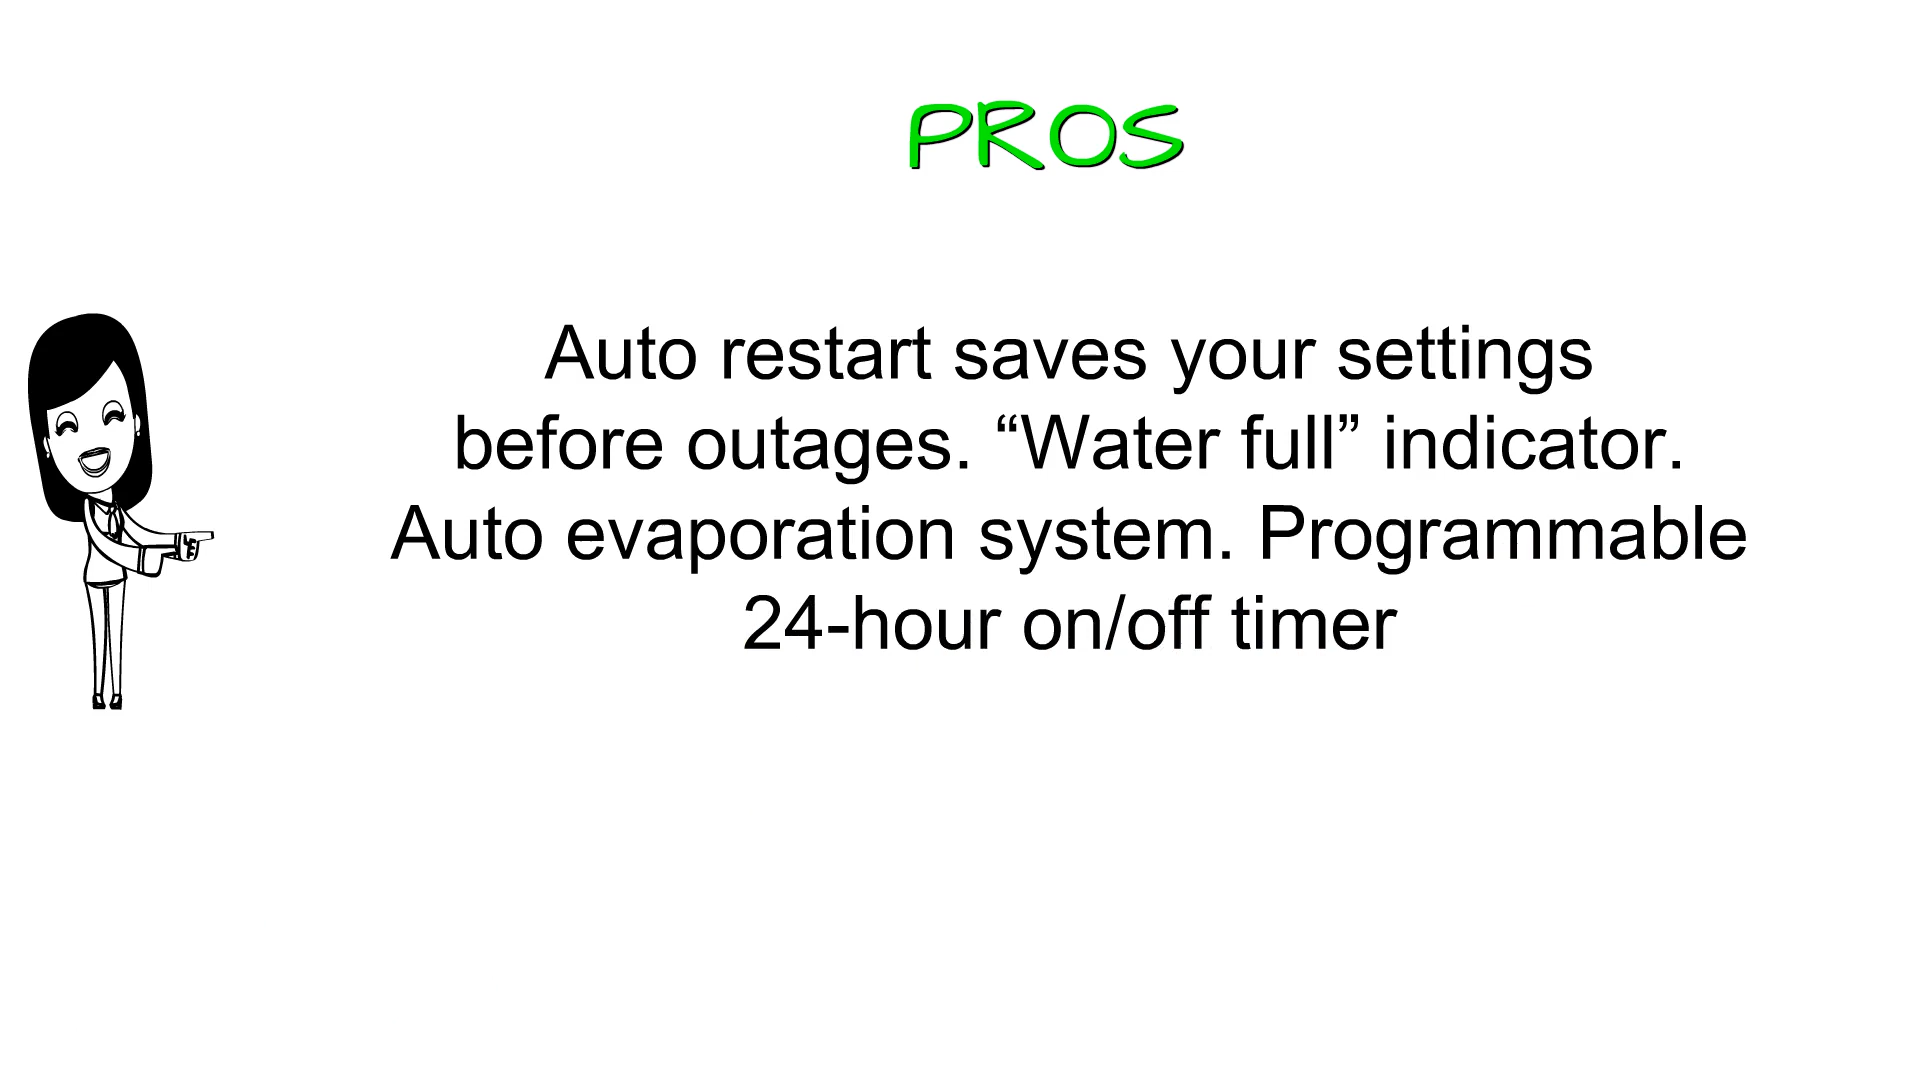 PROS
Auto restart saves your settings
before outages. “Water full” indicator.
Auto evaporation system. Programmable
24-hour on/off timer